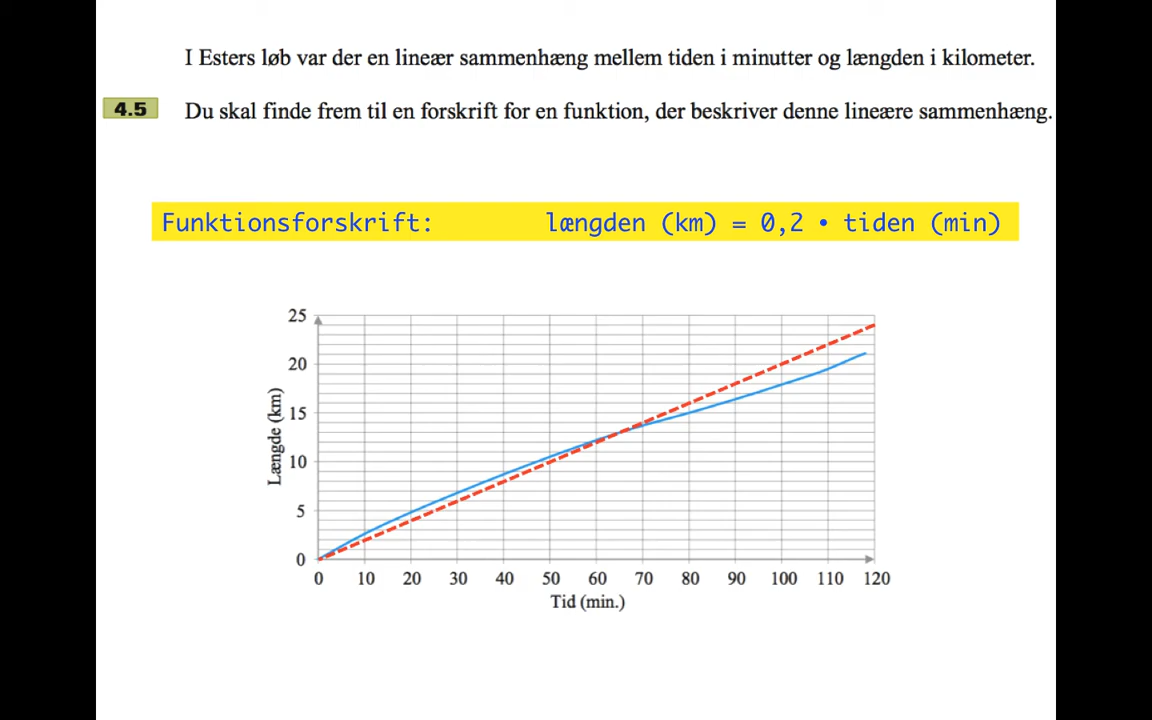 I Esters løb var der en lineær sammenhæng mellem tiden i minutter og længden i kilometer.
4.5 Du skal finde frem til en forskrift for en funktion, der beskriver denne lineære sammenhæng.
Funktionsforskrift: længden (km) = 0,2 • tiden (min)
25
20
15
10
5
0
Længde (km)
0 10 20 30 40 50 60 70 80 90 100 110 120
Tid (min.)